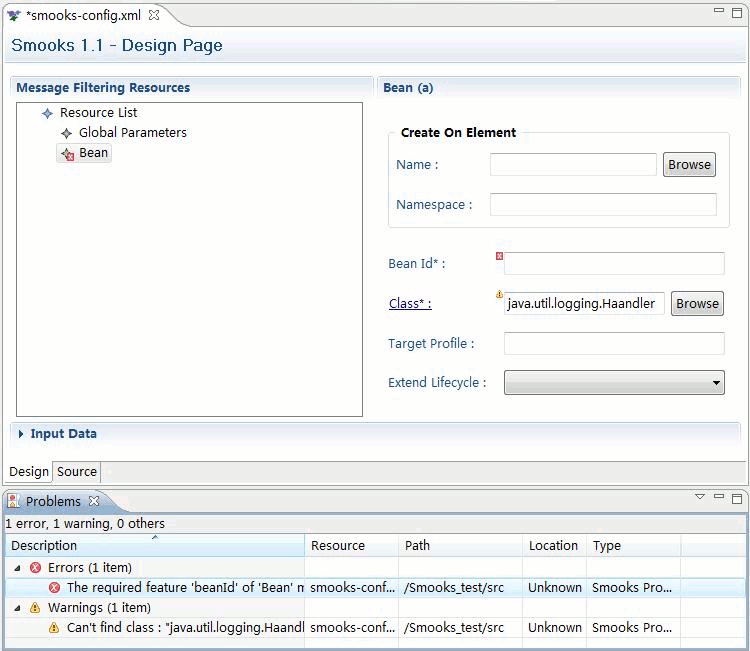 *smooks-config.xml
Smooks 1.1 - Design Page
Message Filtering Resources
Resource List
Global Parameters
Bean
Bean (a)
Create On Element
Name :
Browse
Namespace :
Bean Id* :
Class* :
java.util.logging.Haandler
Browse
Target Profile :
Extend Lifecycle :
Input Data
Design Source
Problems
1 error, 1 warning, 0 others
Description Resource Path Location Type
Errors (1 item)
The required feature 'beanId' of 'Bean' m smooks-conf... /Smooks_test/src Unknown Smooks Pro...
Warnings (1 item)
Can't find class : "java.util.logging.Haandl smooks-conf... /Smooks_test/src Unknown Smooks Pro...